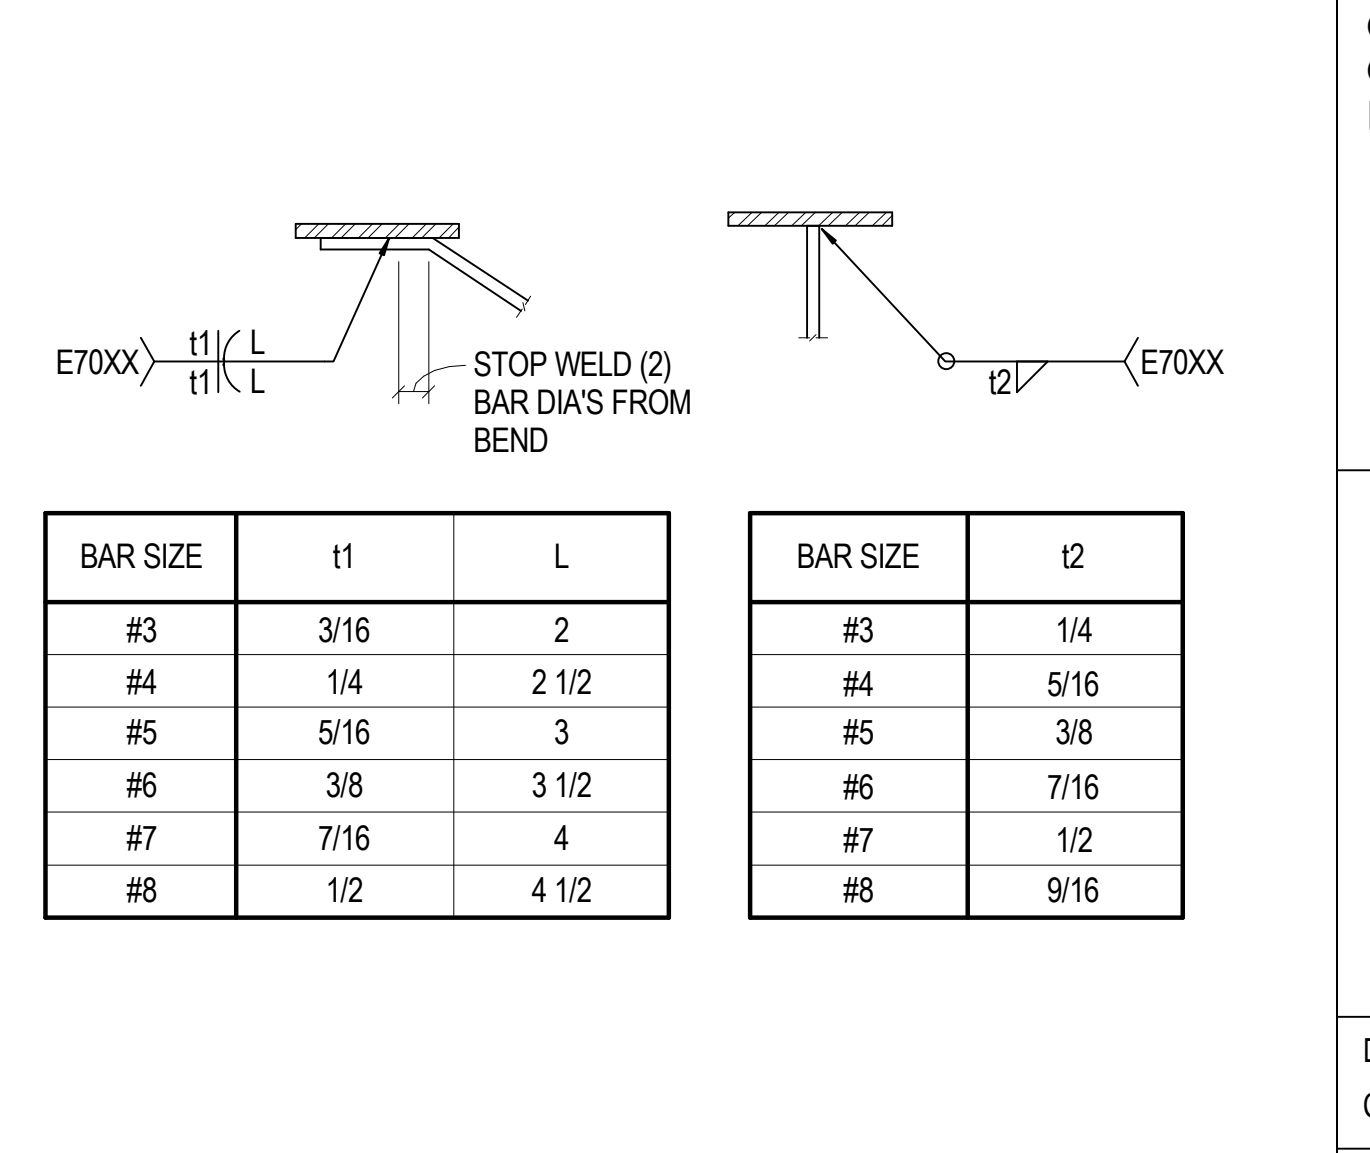 E70XX
t1 L
t1 L
STOP WELD (2)
BAR DIA'S FROM
BEND
t2
E70XX
BAR SIZE t1 L
#3 3/16 2
#4 1/4 2 1/2
#5 5/16 3
#6 3/8 3 1/2
#7 7/16 4
#8 1/2 4 1/2
BAR SIZE t2
#3 1/4
#4 5/16
#5 3/8
#6 7/16
#7 1/2
#8 9/16